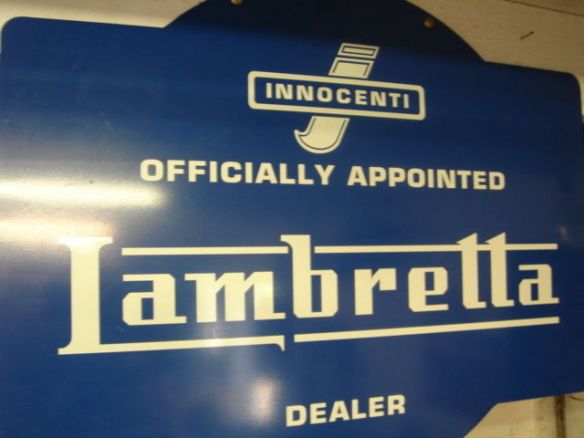 INNOCENTI
OFFICIALLY APPOINTED
Lambretta
DEALER